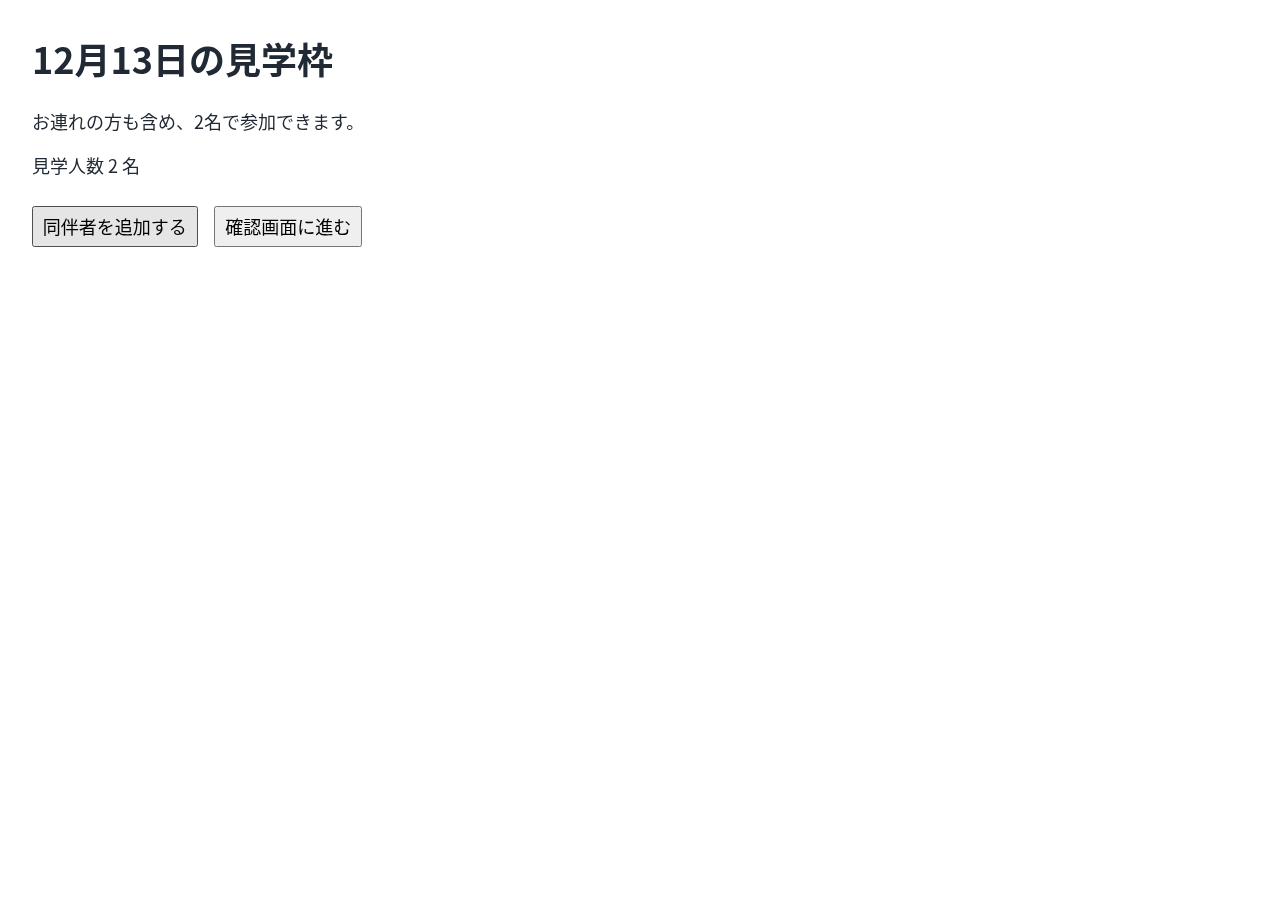 12月13日の見学枠
お連れの方も含め、2名で参加できます。
見学人数 2 名
同伴者を追加する 確認画面に進む